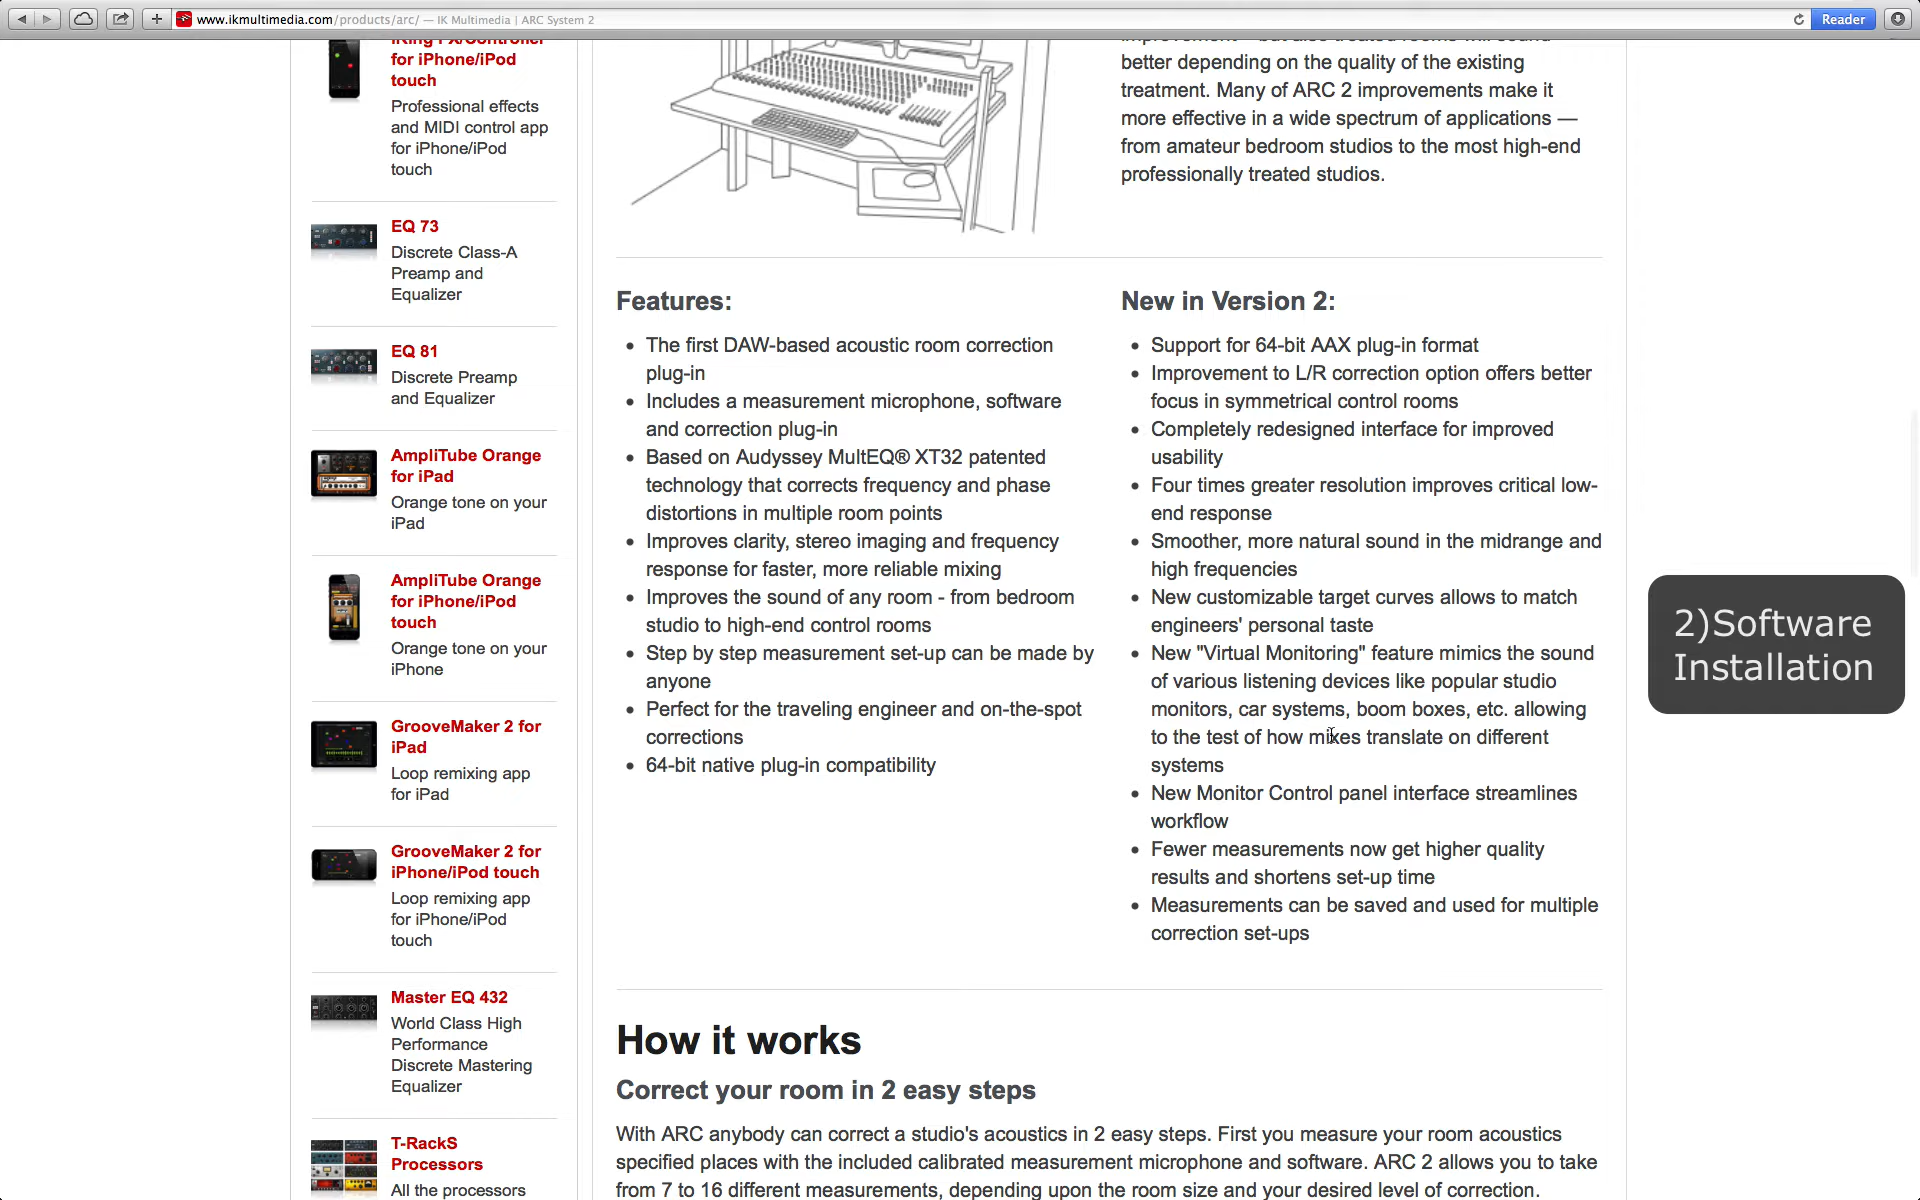 www.ikmultimedia.com/products/arc/ — IK Multimedia | ARC System 2
Reader
iRing FX/Controller
for iPhone/iPod
touch
Professional effects
and MIDI control app
for iPhone/iPod
touch
EQ 73
Discrete Class-A
Preamp and
Equalizer
EQ 81
Discrete Preamp
and Equalizer
AmpliTube Orange
for iPad
Orange tone on your
iPad
AmpliTube Orange
for iPhone/iPod
touch
Orange tone on your
iPhone
GrooveMaker 2 for
iPad
Loop remixing app
for iPad
GrooveMaker 2 for
iPhone/iPod touch
Loop remixing app
for iPhone/iPod
touch
Master EQ 432
World Class High
Performance
Discrete Mastering
Equalizer
T-RackS
Processors
All the processors
better depending on the quality of the existing
treatment. Many of ARC 2 improvements make it
more effective in a wide spectrum of applications —
from amateur bedroom studios to the most high-end
professionally treated studios.
Features:
• The first DAW-based acoustic room correction
plug-in
• Includes a measurement microphone, software
and correction plug-in
• Based on Audyssey MultEQ® XT32 patented
technology that corrects frequency and phase
distortions in multiple room points
• Improves clarity, stereo imaging and frequency
response for faster, more reliable mixing
• Improves the sound of any room - from bedroom
studio to high-end control rooms
• Step by step measurement set-up can be made by
anyone
• Perfect for the traveling engineer and on-the-spot
corrections
• 64-bit native plug-in compatibility
New in Version 2:
• Support for 64-bit AAX plug-in format
• Improvement to L/R correction option offers better
focus in symmetrical control rooms
• Completely redesigned interface for improved
usability
• Four times greater resolution improves critical low-
end response
• Smoother, more natural sound in the midrange and
high frequencies
• New customizable target curves allows to match
engineers' personal taste
• New "Virtual Monitoring" feature mimics the sound
of various listening devices like popular studio
monitors, car systems, boom boxes, etc. allowing
to the test of how mixes translate on different
systems
• New Monitor Control panel interface streamlines
workflow
• Fewer measurements now get higher quality
results and shortens set-up time
• Measurements can be saved and used for multiple
correction set-ups
How it works
Correct your room in 2 easy steps
With ARC anybody can correct a studio's acoustics in 2 easy steps. First you measure your room acoustics
specified places with the included calibrated measurement microphone and software. ARC 2 allows you to take
from 7 to 16 different measurements, depending upon the room size and your desired level of correction.
2)Software
Installation